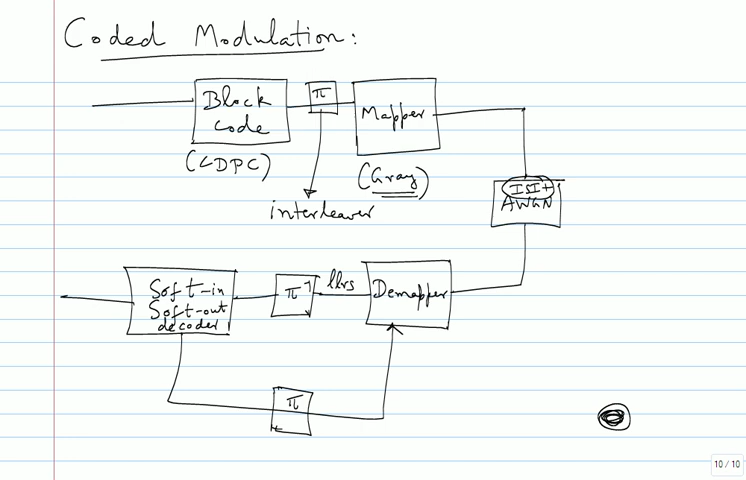 Coded Modulation:
Block
code
π
Mapper
(LDPC)
(Gray)
interleaver
ISI+
AWGN
Soft-in
Soft-out
decoder
π⁻¹
llrs
Demapper
π
10 / 10